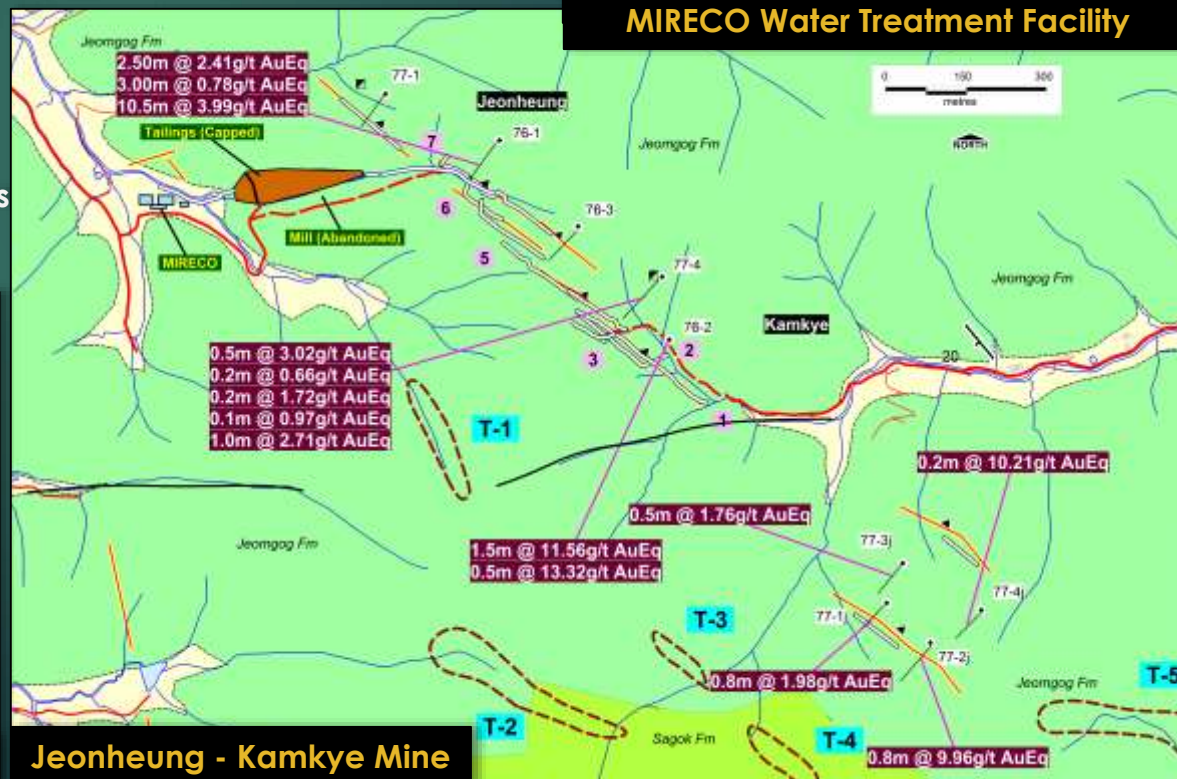 MIRECO Water Treatment Facility
Jeomgog Fm
2.50m @ 2.41g/t AuEq
3.00m @ 0.78g/t AuEq
10.5m @ 3.99g/t AuEq
77-1
Jeonheung
0 150 300
metres
NORTH
Tailings (Capped)
7
76-1
Jeomgog Fm
s
6
76-3
Mill (Abandoned)
MIRECO
5
77-4
Jeomgog Fm
76-2
Kamkye
2
3
20
0.5m @ 3.02g/t AuEq
0.2m @ 0.66g/t AuEq
0.2m @ 1.72g/t AuEq
0.1m @ 0.97g/t AuEq
1.0m @ 2.71g/t AuEq
T-1
1
0.2m @ 10.21g/t AuEq
0.5m @ 1.76g/t AuEq
Jeomgog Fm
77-3j
1.5m @ 11.56g/t AuEq
0.5m @ 13.32g/t AuEq
77-4j
T-3
77-1j
77-2j
0.8m @ 1.98g/t AuEq
Jeomgog Fm
T-5
T-2
Sagok Fm
T-4
0.8m @ 9.96g/t AuEq
Jeonheung - Kamkye Mine